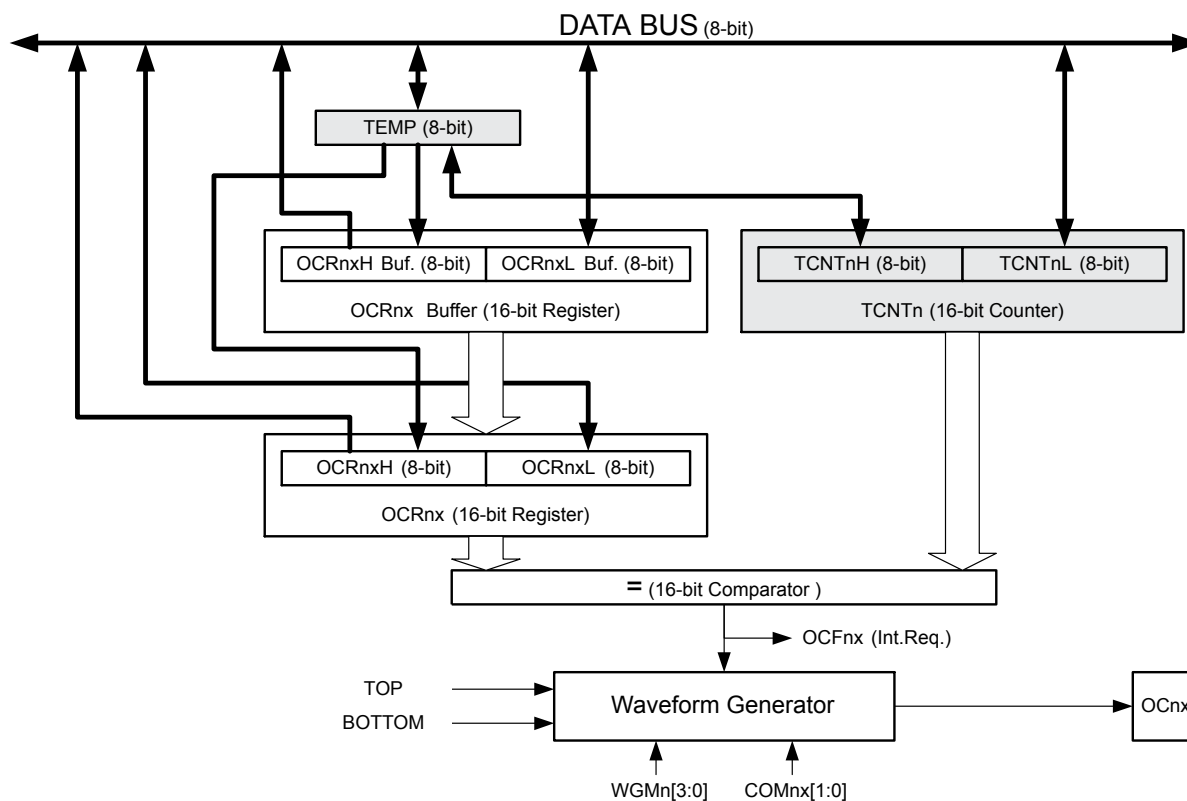 DATA BUS (8-bit)
TEMP (8-bit)
OCRnxH Buf. (8-bit)
OCRnxL Buf. (8-bit)
TCNTnH (8-bit)
TCNTnL (8-bit)
OCRnx Buffer (16-bit Register)
TCNTn (16-bit Counter)
OCRnxH (8-bit)
OCRnxL (8-bit)
OCRnx (16-bit Register)
= (16-bit Comparator )
OCFnx (Int.Req.)
TOP
BOTTOM
Waveform Generator
OCnx
WGMn[3:0]
COMnx[1:0]